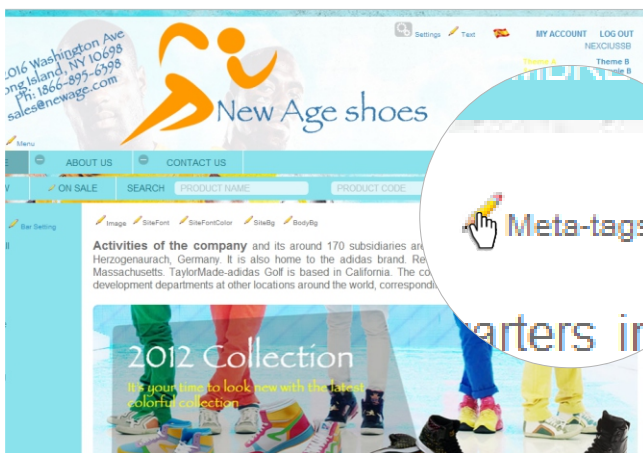 2016 Washington Ave
ong Island, NY 10698
Ph: 1866-895-6398
sales@newage.com
New Age shoes
Settings Text
MY ACCOUNT LOG OUT
NEXCIUSSB
Theme A Theme B
Menu
E ABOUT US CONTACT US
W ON SALE SEARCH PRODUCT NAME PRODUCT CODE
Bar Setting
Image SiteFont SiteFontColor SiteBg BodyBg
Meta-tags
Activities of the company and its around 170 subsidiaries are
Herzogenaurach, Germany. It is also home to the adidas brand. Re
Massachusetts. TaylorMade-adidas Golf is based in California. The co
development departments at other locations around the world, correspondi
arters in
2012 Collection
It's your time to look new with the latest
colorful collection